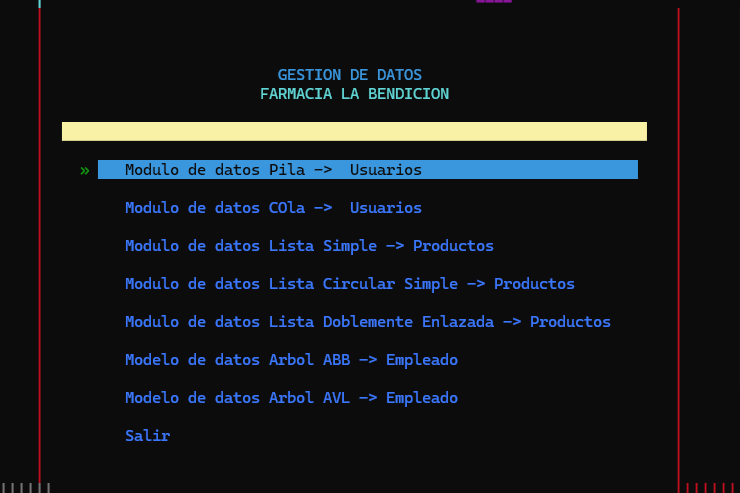 GESTION DE DATOS
FARMACIA LA BENDICION
» Modulo de datos Pila -> Usuarios
Modulo de datos COla -> Usuarios
Modulo de datos Lista Simple -> Productos
Modulo de datos Lista Circular Simple -> Productos
Modulo de datos Lista Doblemente Enlazada -> Productos
Modelo de datos Arbol ABB -> Empleado
Modelo de datos Arbol AVL -> Empleado
Salir